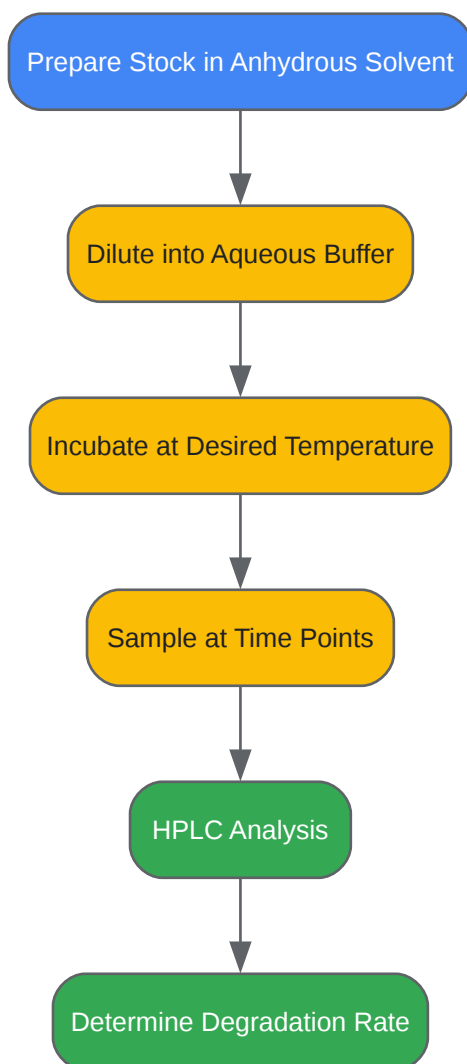 Prepare Stock in Anhydrous Solvent
Dilute into Aqueous Buffer
Incubate at Desired Temperature
Sample at Time Points
HPLC Analysis
Determine Degradation Rate